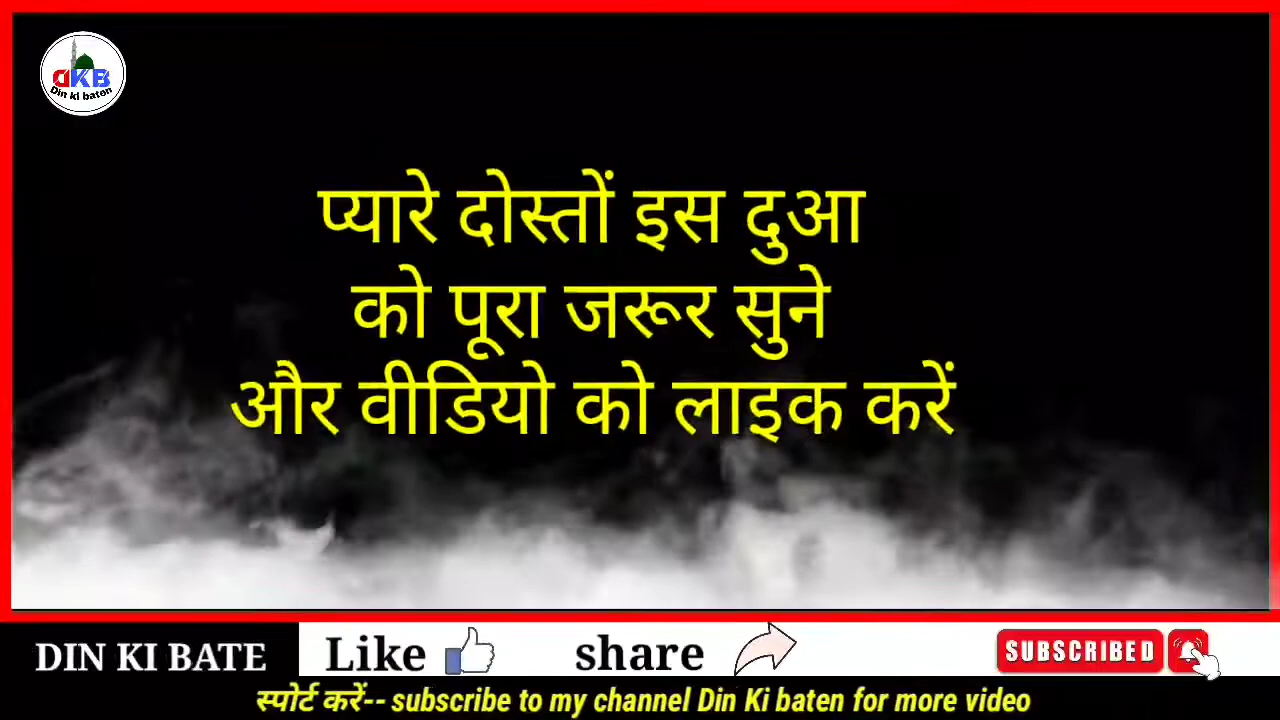 DKB
Din ki baten
प्यारे दोस्तों इस दुआ
को पूरा जरूर सुने
और वीडियो को लाइक करें
DIN KI BATE Like share SUBSCRIBED
स्पोर्ट करें-- subscribe to my channel Din Ki baten for more video